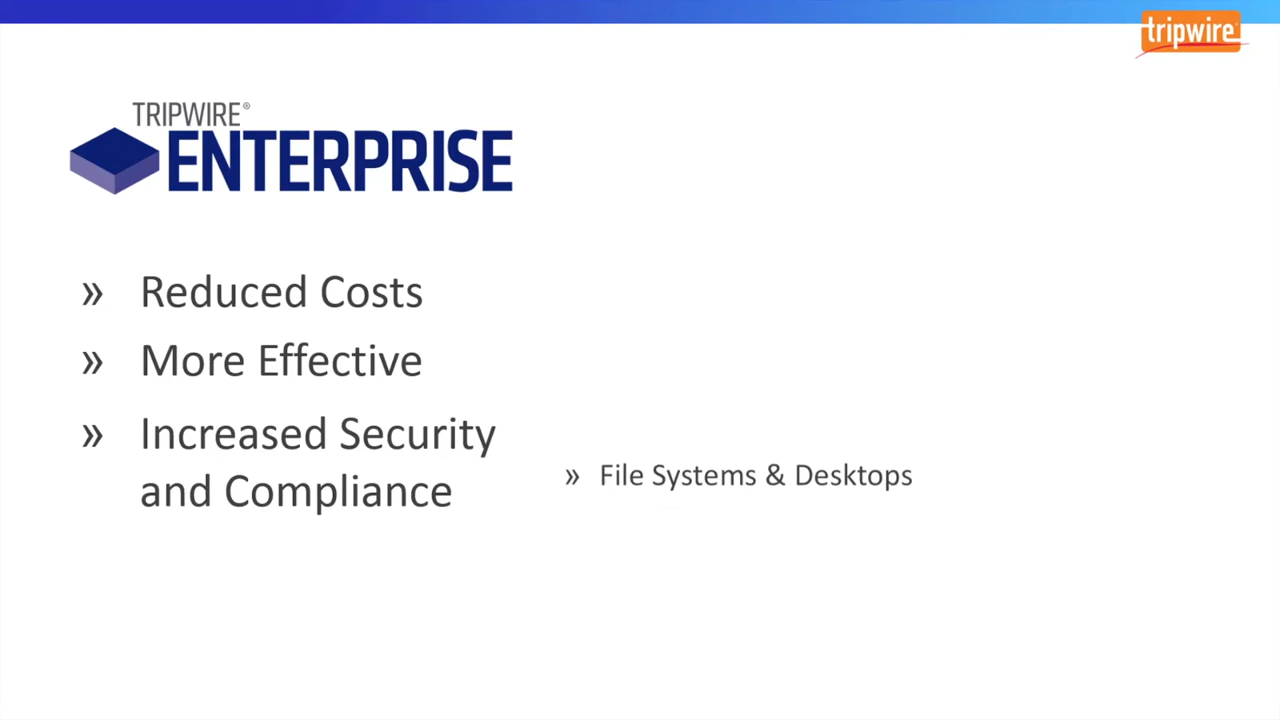 tripwire
TRIPWIRE®
ENTERPRISE
» Reduced Costs
» More Effective
» Increased Security
and Compliance
» File Systems & Desktops